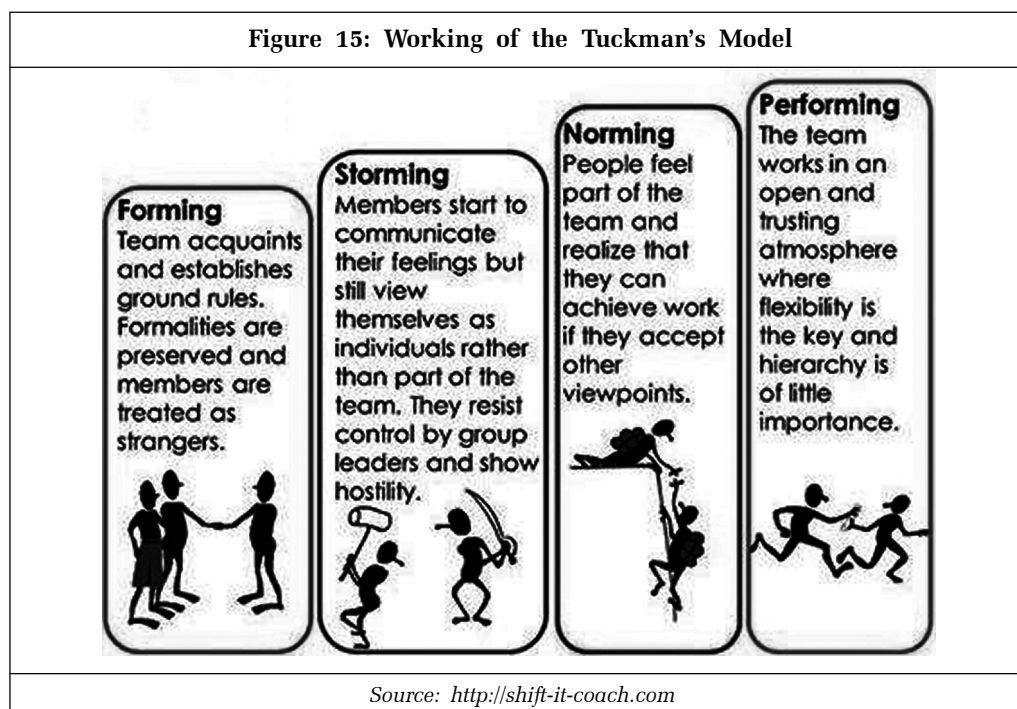 Figure 15: Working of the Tuckman's Model
Forming
Team acquaints
and establishes
ground rules.
Formalities are
preserved and
members are
treated as
strangers.
Storming
Members start to
communicate
their feelings but
still view
themselves as
individuals rather
than part of the
team. They resist
control by group
leaders and show
hostility.
Norming
People feel
part of the
team and
realize that
they can
achieve work
if they accept
other
viewpoints.
Performing
The team
works in an
open and
trusting
atmosphere
where
flexibility is
the key and
hierarchy is
of little
importance.
Source: http://shift-it-coach.com